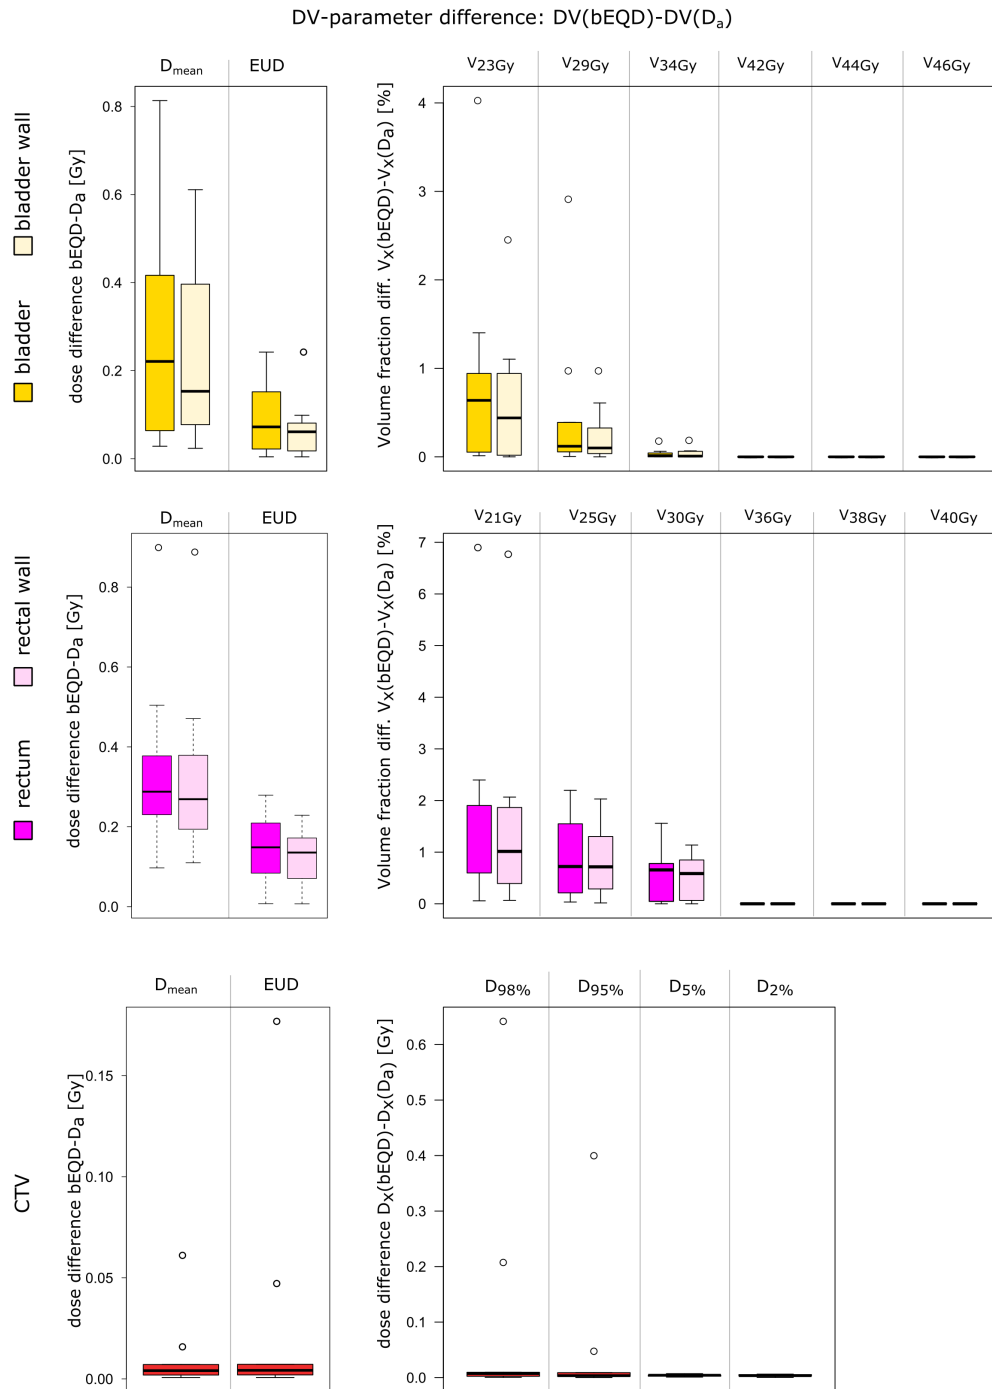 DV-parameter difference: DV(bEQD)-DV(Da)
Dmean EUD
V23Gy V29Gy V34Gy V42Gy V44Gy V46Gy
bladder bladder wall
dose difference bEQD-Da [Gy]
0.8
0.6
0.4
0.2
0.0
Volume fraction diff. Vx(bEQD)-Vx(Da) [%]
4
3
2
1
0
Dmean EUD
V21Gy V25Gy V30Gy V36Gy V38Gy V40Gy
rectum rectal wall
dose difference bEQD-Da [Gy]
0.8
0.6
0.4
0.2
0.0
Volume fraction diff. Vx(bEQD)-Vx(Da) [%]
7
6
5
4
3
2
1
0
Dmean EUD
D98% D95% D5% D2%
CTV
dose difference bEQD-Da [Gy]
0.15
0.10
0.05
0.00
dose difference Dx(bEQD)-Dx(Da) [Gy]
0.6
0.5
0.4
0.3
0.2
0.1
0.0